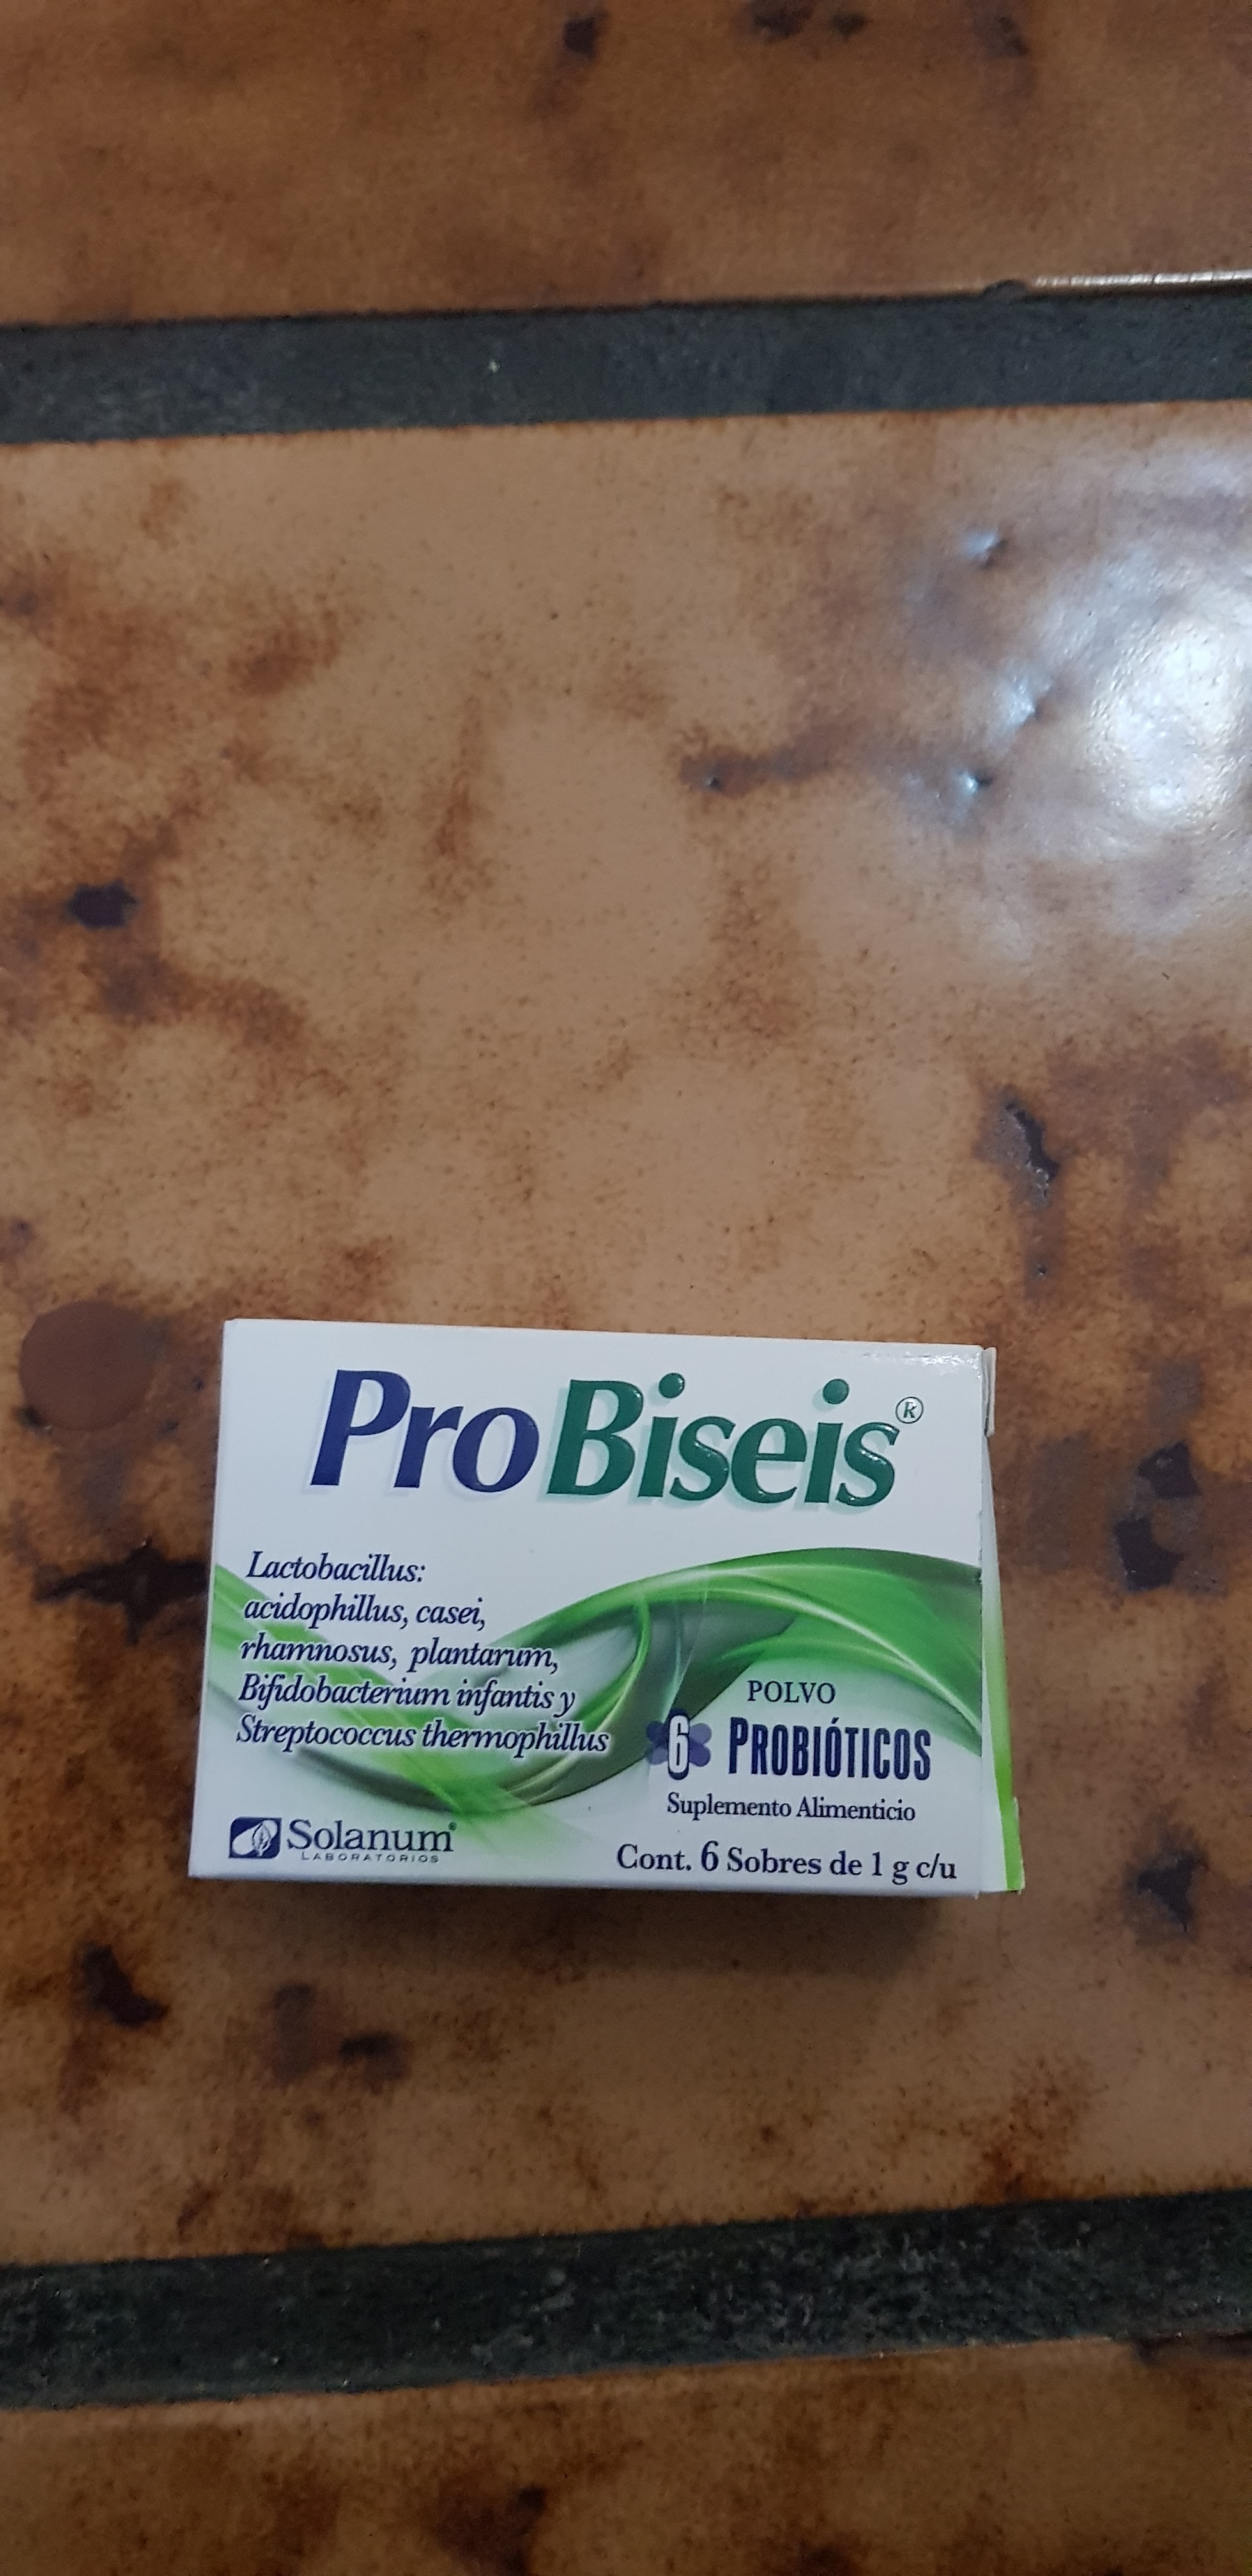 ProBiseis®
Lactobacillus:
acidophillus, casei,
rhamnosus, plantarum,
Bifidobacterium infantis y
Streptococcus thermophillus
POLVO
6 PROBIÓTICOS
Suplemento Alimenticio
Solanum®
LABORATORIOS
Cont. 6 Sobres de 1 g c/u